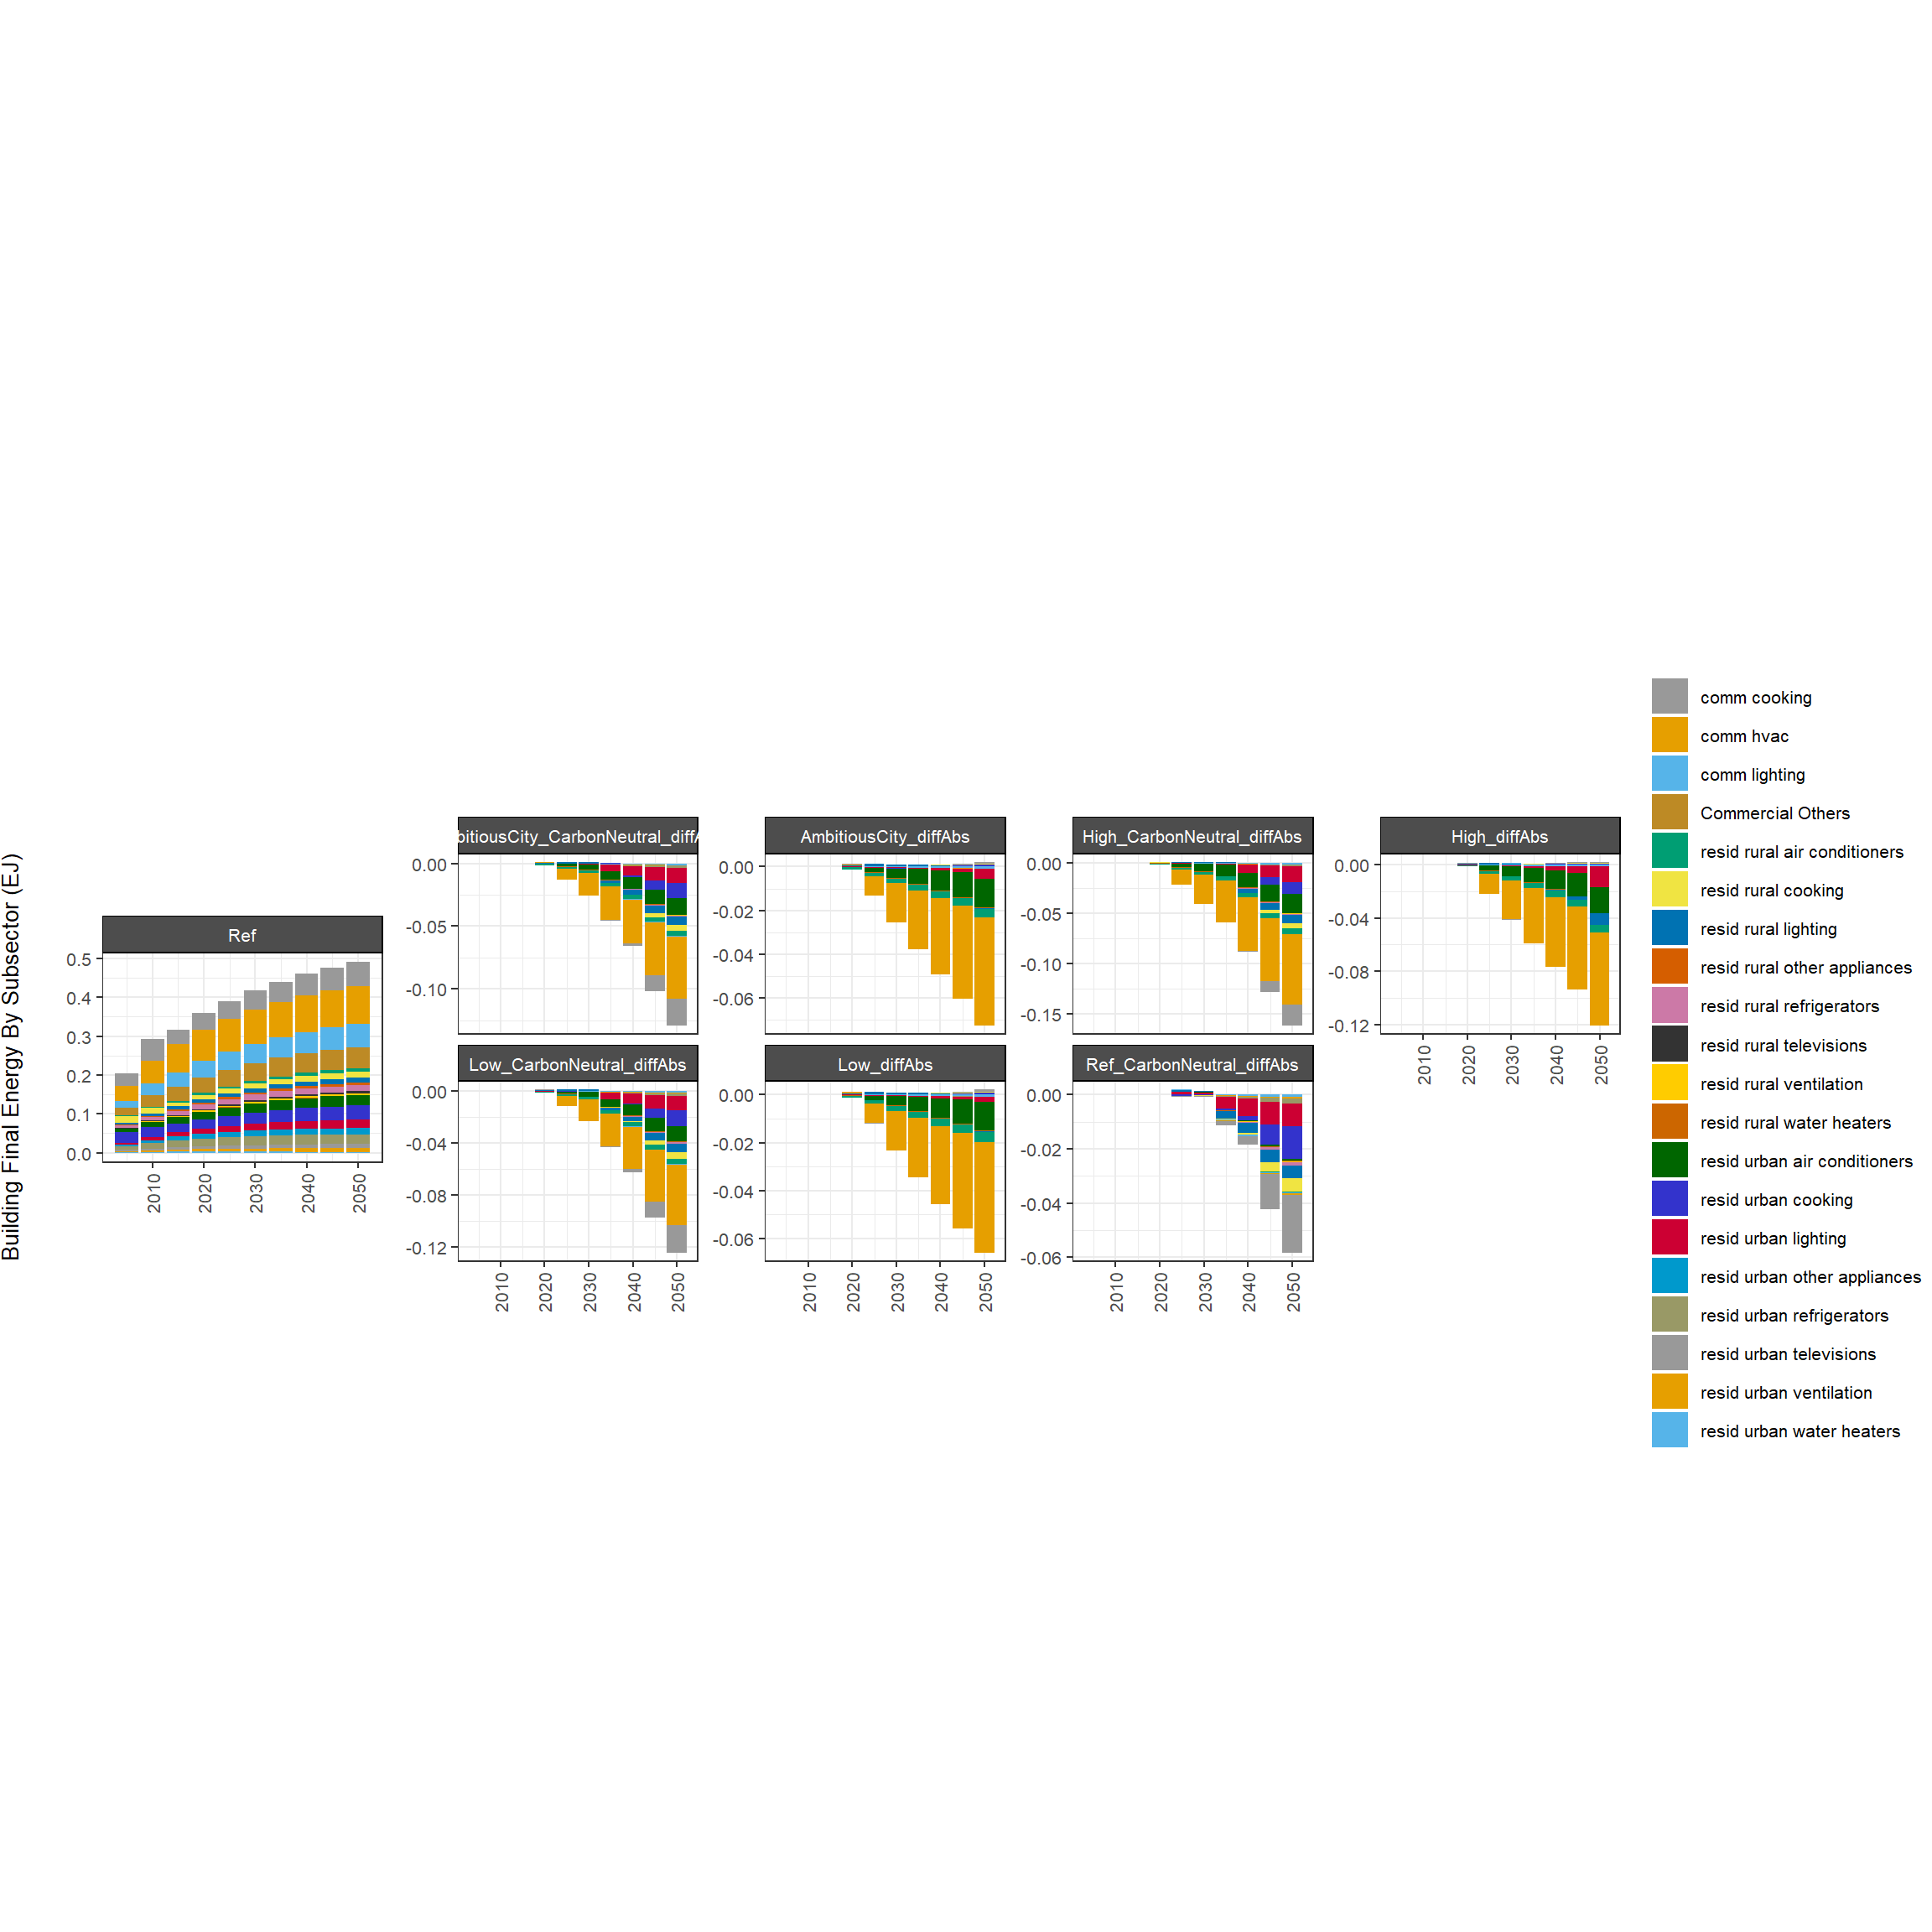 Building Final Energy By Subsector (EJ)
Ref
0.5
0.4
0.3
0.2
0.1
0.0
2010
2020
2030
2040
2050
bitiousCity_CarbonNeutral_diffA
0.00
-0.05
-0.10
AmbitiousCity_diffAbs
0.00
-0.02
-0.04
-0.06
High_CarbonNeutral_diffAbs
0.00
-0.05
-0.10
-0.15
High_diffAbs
0.00
-0.04
-0.08
-0.12
2010
2020
2030
2040
2050
Low_CarbonNeutral_diffAbs
0.00
-0.04
-0.08
-0.12
2010
2020
2030
2040
2050
Low_diffAbs
0.00
-0.02
-0.04
-0.06
2010
2020
2030
2040
2050
Ref_CarbonNeutral_diffAbs
0.00
-0.02
-0.04
-0.06
2010
2020
2030
2040
2050
comm cooking
comm hvac
comm lighting
Commercial Others
resid rural air conditioners
resid rural cooking
resid rural lighting
resid rural other appliances
resid rural refrigerators
resid rural televisions
resid rural ventilation
resid rural water heaters
resid urban air conditioners
resid urban cooking
resid urban lighting
resid urban other appliances
resid urban refrigerators
resid urban televisions
resid urban ventilation
resid urban water heaters